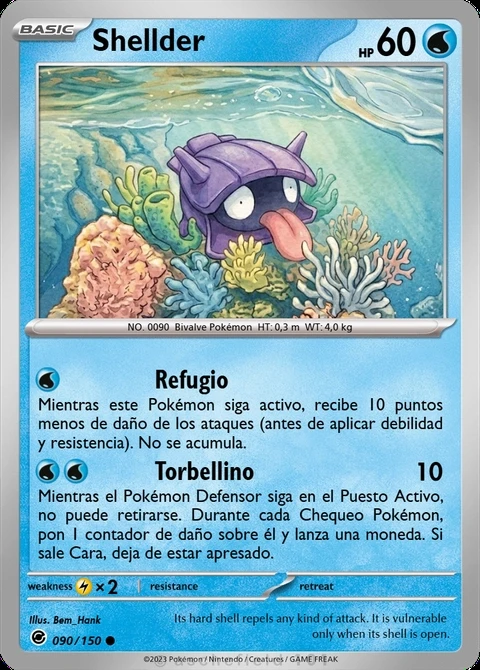 BASIC
Shellder
HP 60
NO. 0090 Bivalve Pokémon HT: 0,3 m WT: 4,0 kg
Refugio
Mientras este Pokémon siga activo, recibe 10 puntos
menos de daño de los ataques (antes de aplicar debilidad
y resistencia). No se acumula.
Torbellino 10
Mientras el Pokémon Defensor siga en el Puesto Activo,
no puede retirarse. Durante cada Chequeo Pokémon,
pon 1 contador de daño sobre él y lanza una moneda. Si
sale Cara, deja de estar apresado.
weakness × 2 resistance retreat
Illus. Bem_Hank
Its hard shell repels any kind of attack. It is vulnerable
only when its shell is open.
090/150
©2023 Pokémon / Nintendo / Creatures / GAME FREAK